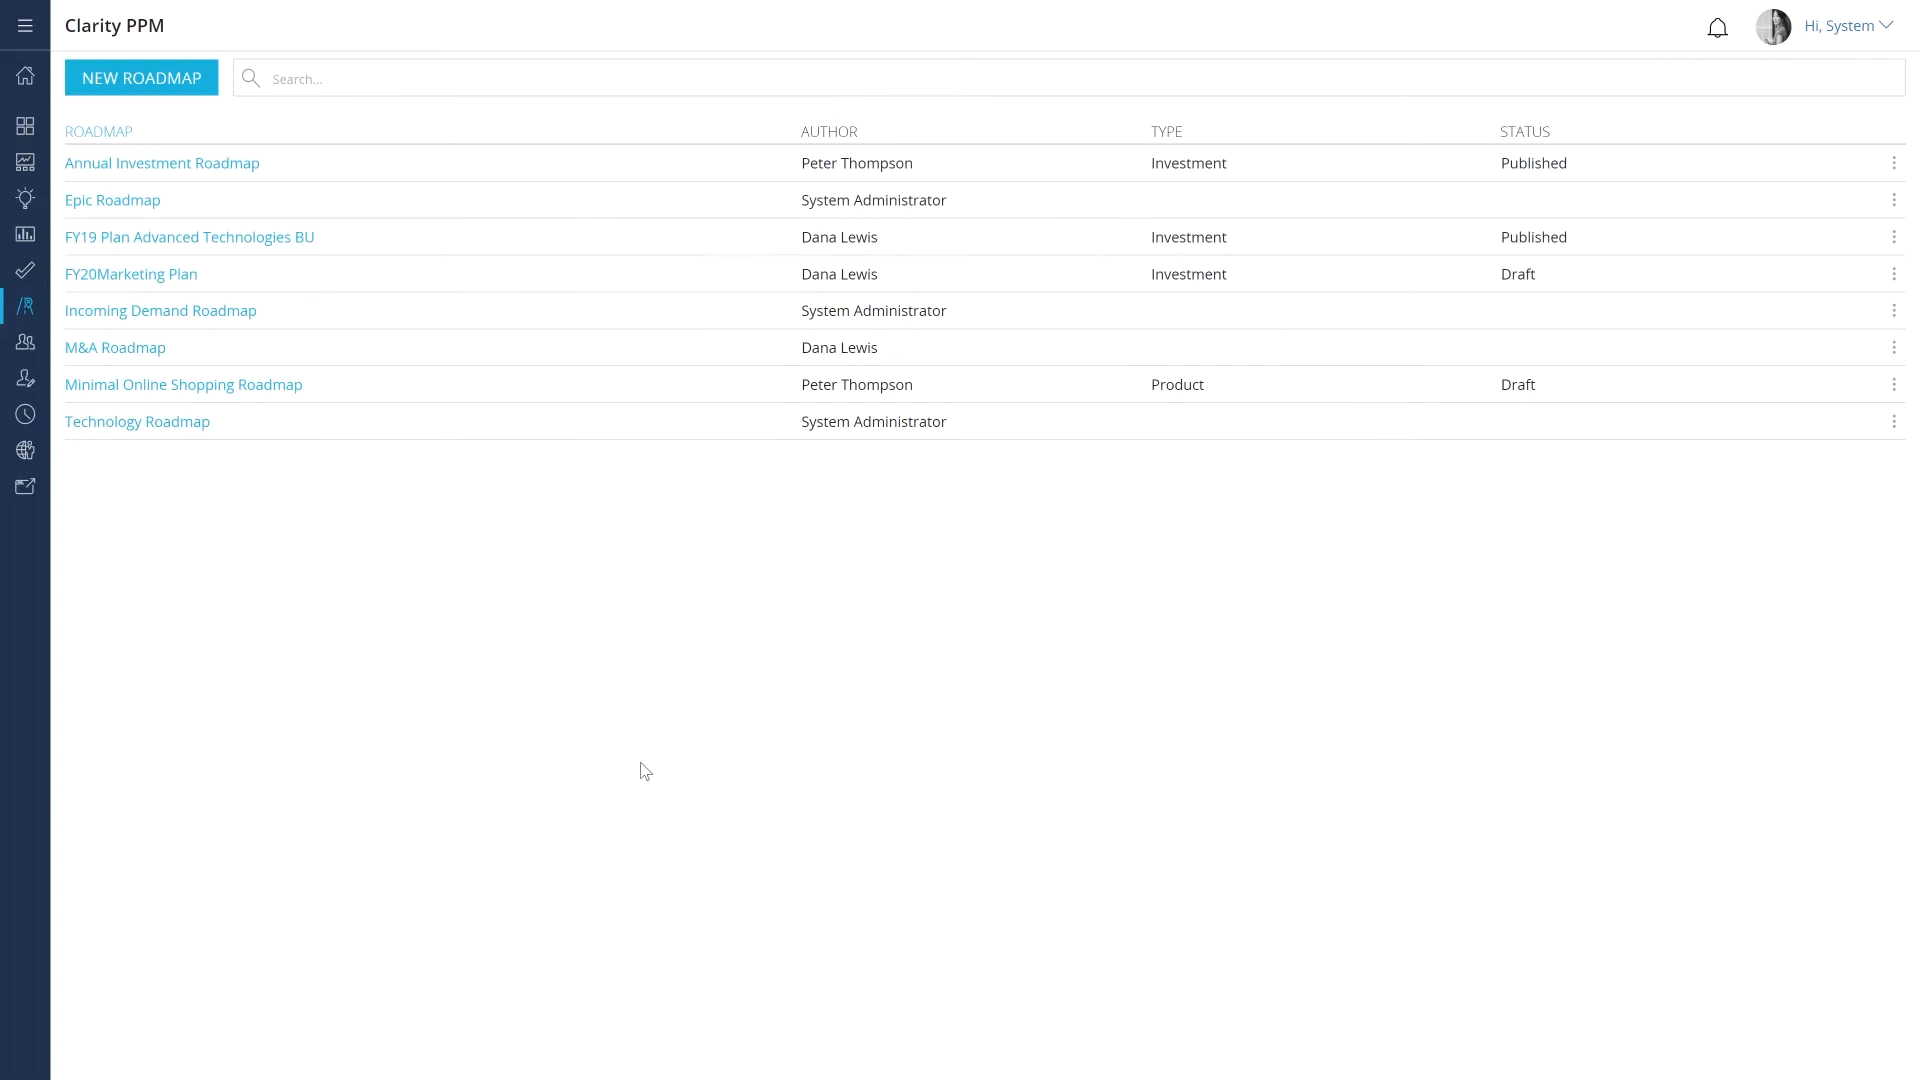 Clarity PPM
Hi, System
NEW ROADMAP
Search...
ROADMAP AUTHOR TYPE STATUS
Annual Investment Roadmap Peter Thompson Investment Published
Epic Roadmap System Administrator
FY19 Plan Advanced Technologies BU Dana Lewis Investment Published
FY20Marketing Plan Dana Lewis Investment Draft
Incoming Demand Roadmap System Administrator
M&A Roadmap Dana Lewis
Minimal Online Shopping Roadmap Peter Thompson Product Draft
Technology Roadmap System Administrator